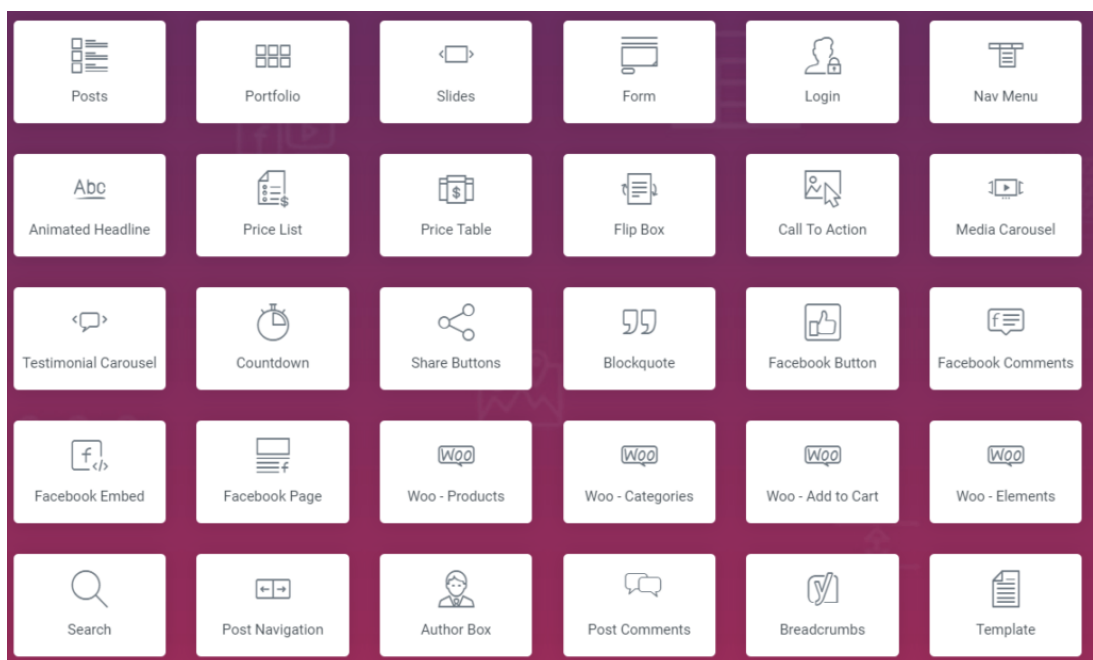 Posts
Portfolio
Slides
Form
Login
Nav Menu
Abc
Animated Headline
Price List
Price Table
Flip Box
Call To Action
Media Carousel
Testimonial Carousel
Countdown
Share Buttons
Blockquote
Facebook Button
Facebook Comments
Facebook Embed
Facebook Page
Woo
Woo - Products
Woo
Woo - Categories
Woo
Woo - Add to Cart
Woo
Woo - Elements
Search
Post Navigation
Author Box
Post Comments
Breadcrumbs
Template